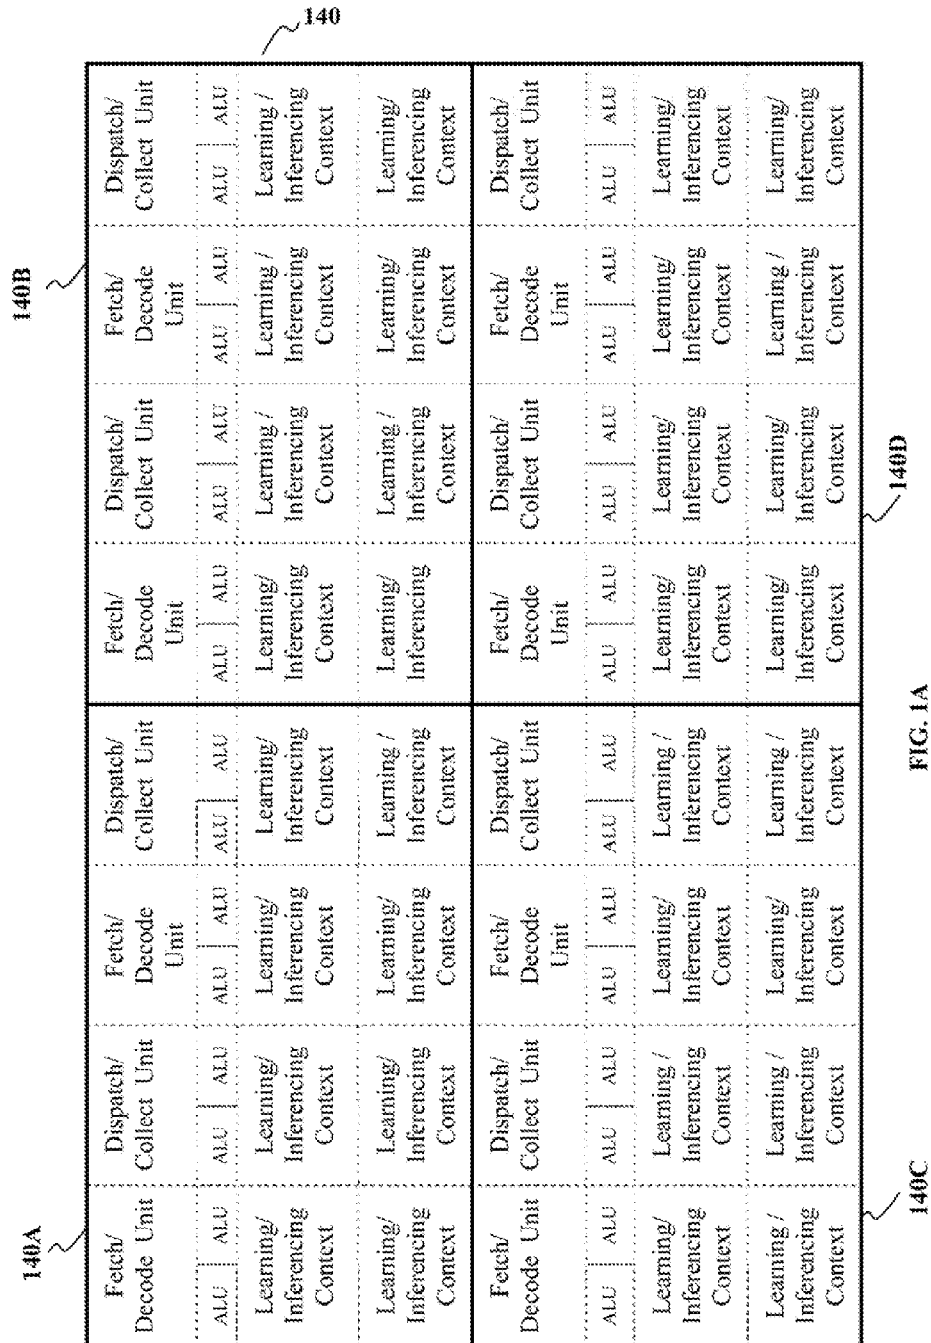 140A
140B
140
Fetch/
Decode Unit
Dispatch/
Collect Unit
Fetch/
Decode
Unit
Dispatch/
Collect Unit
Fetch/
Decode
Unit
Dispatch/
Collect Unit
Fetch/
Decode
Unit
Dispatch/
Collect Unit
ALU ALU ALU ALU ALU ALU ALU ALU ALU ALU ALU ALU ALU ALU ALU ALU
Learning/
Inferencing
Context
Learning/
Inferencing
Context
Learning/
Inferencing
Context
Learning/
Inferencing
Context
Learning/
Inferencing
Context
Learning /
Inferencing
Context
Learning /
Inferencing
Context
Learning /
Inferencing
Context
Learning/
Inferencing
Context
Learning/
Inferencing
Context
Learning/
Inferencing
Context
Learning /
Inferencing
Context
Learning/
Inferencing
Learning /
Inferencing
Context
Learning/
Inferencing
Context
Learning/
Inferencing
Context
Fetch/
Decode Unit
Dispatch/
Collect Unit
Fetch/
Decode
Unit
Dispatch/
Collect Unit
Fetch/
Decode
Unit
Dispatch/
Collect Unit
Fetch/
Decode
Unit
Dispatch/
Collect Unit
ALU ALU ALU ALU ALU ALU ALU ALU ALU ALU ALU ALU ALU ALU ALU ALU
Learning /
Inferencing
Context
Learning /
Inferencing
Context
Learning/
Inferencing
Context
Learning /
Inferencing
Context
Learning/
Inferencing
Context
Learning/
Inferencing
Context
Learning/
Inferencing
Context
Learning/
Inferencing
Context
Learning /
Inferencing
Context
Learning /
Inferencing
Context
Learning/
Inferencing
Context
Learning /
Inferencing
Context
Learning/
Inferencing
Context
Learning/
Inferencing
Context
Learning /
Inferencing
Context
Learning/
Inferencing
Context
140C
140D
FIG. 1A